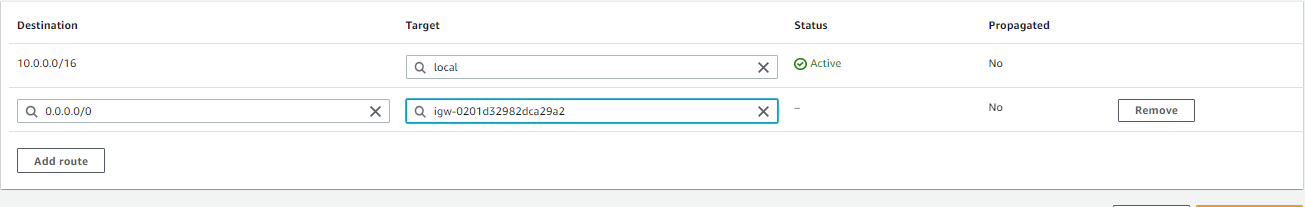 Destination Target Status Propagated
10.0.0.0/16 local Active No
0.0.0.0/0 igw-0201d32982dca29a2 – No Remove
Add route